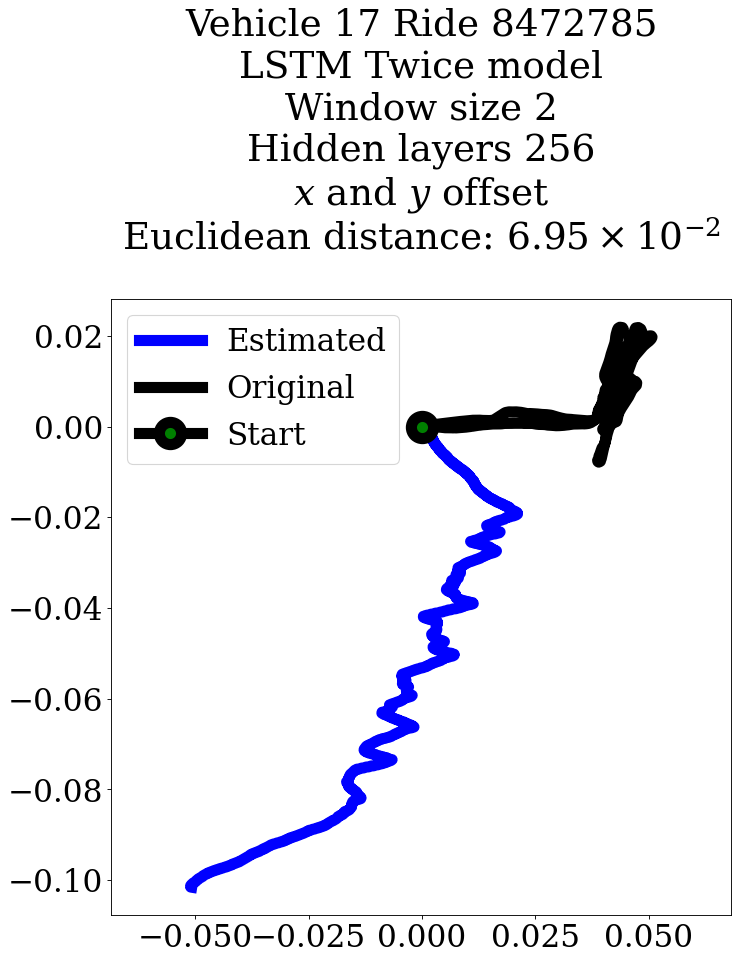 Vehicle 17 Ride 8472785
LSTM Twice model
Window size 2
Hidden layers 256
x and y offset
Euclidean distance: 6.95 × 10⁻²
Estimated
Original
Start
0.02
0.00
−0.02
−0.04
−0.06
−0.08
−0.10
−0.050 −0.025 0.000 0.025 0.050